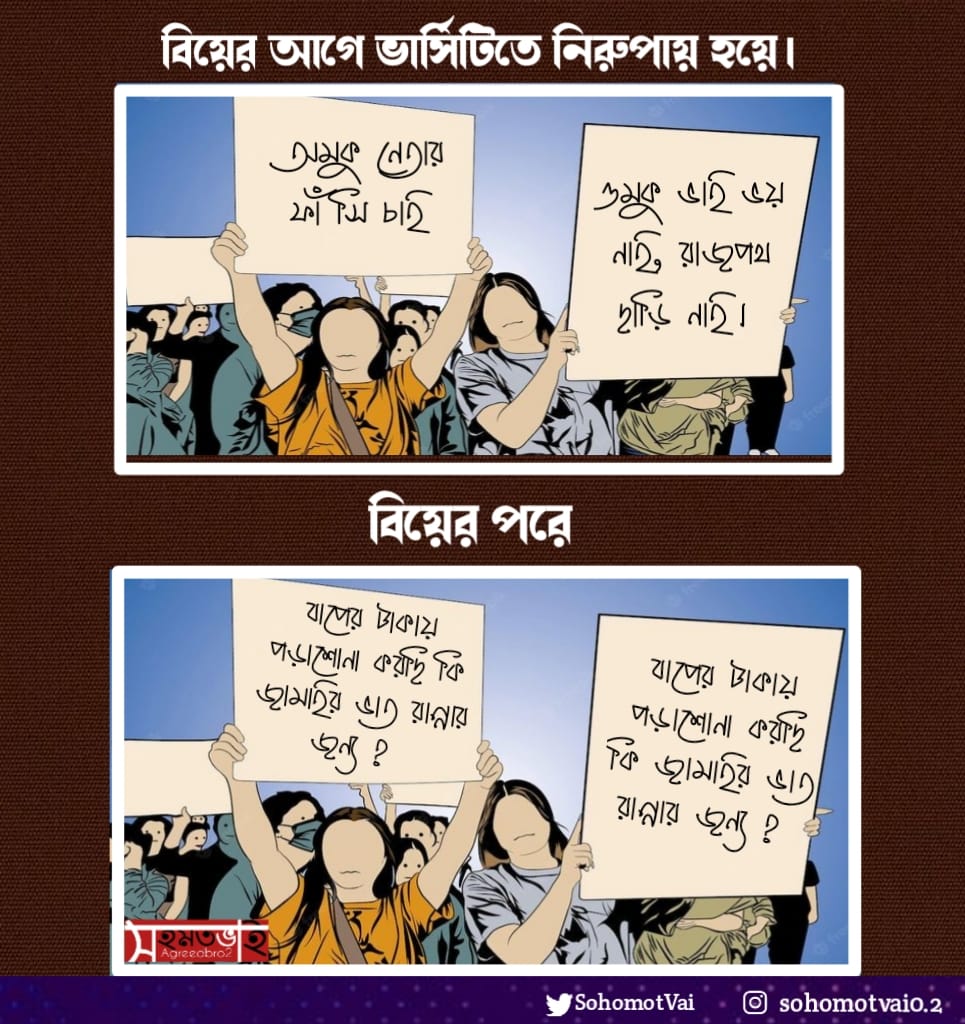 বিয়ের আগে ভার্সিটিতে নিরুপায় হয়ে।
অমুক নেতার
ফাঁসি চাই
তমুক ভাই ভয়
নাই, রাজপথ
ছাড়ি নাই।
বিয়ের পরে
বাপের টাকায়
পড়াশোনা করছি কি
জামাইর ভাত রান্নার
জন্য ?
বাপের টাকায়
পড়াশোনা করছি
কি জামাইর ভাত
রান্নার জন্য ?
সহমতভাই
Agreeabro2
SohomotVai
sohomotvai0.2